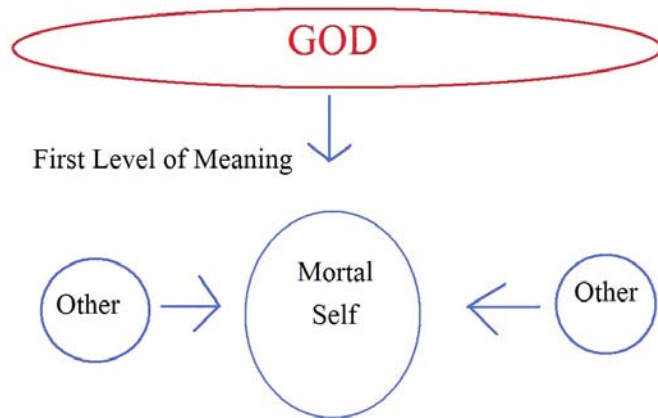 GOD
First Level of Meaning
Mortal
Self
Other
Other